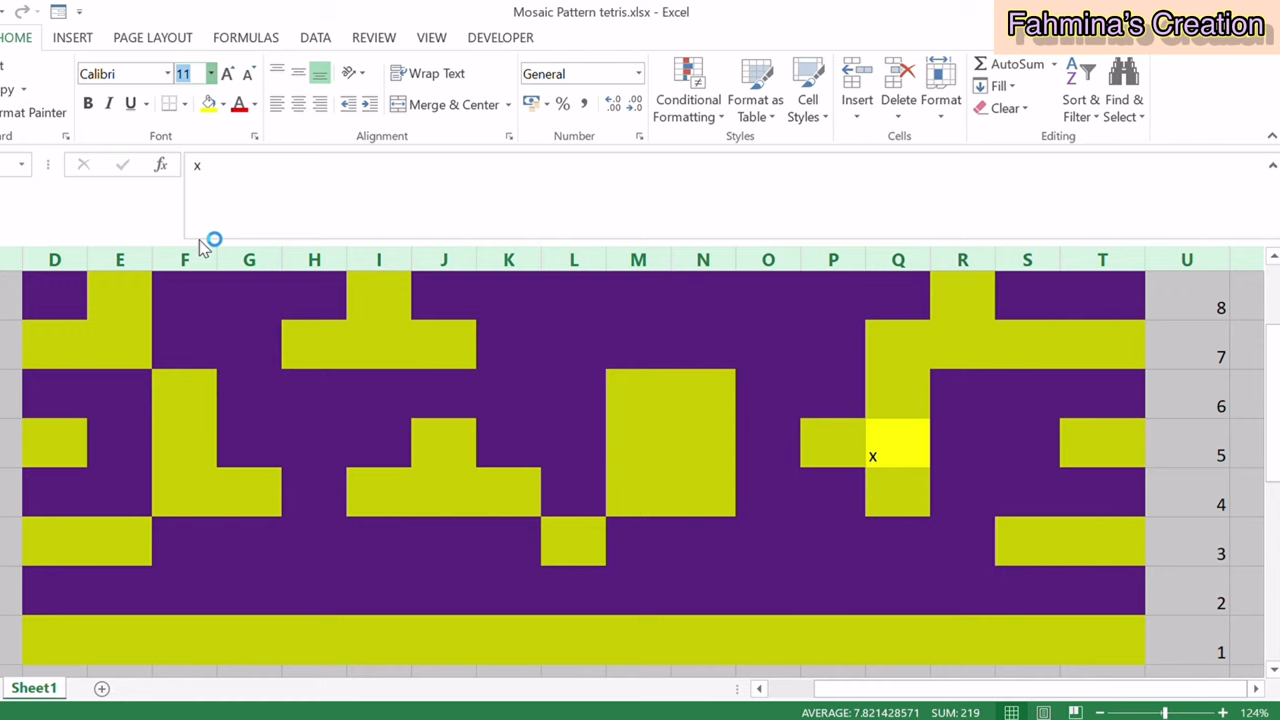 Mosaic Pattern tetris.xlsx - Excel
Fahmina's Creation
HOME INSERT PAGE LAYOUT FORMULAS DATA REVIEW VIEW DEVELOPER
Calibri 11 A A Wrap Text General AutoSum
Fill
B I U A Merge & Center % Clear
Conditional Formatting
Format as Table
Cell Styles
Insert Delete Format
Sort & Filter
Find & Select
rmat Painter
Font Alignment Number Styles Cells Editing
fx x
D E F G H I J K L M N O P Q R S T U
8
7
6
x 5
4
3
2
1
Sheet1
AVERAGE: 7.821428571 SUM: 219 124%